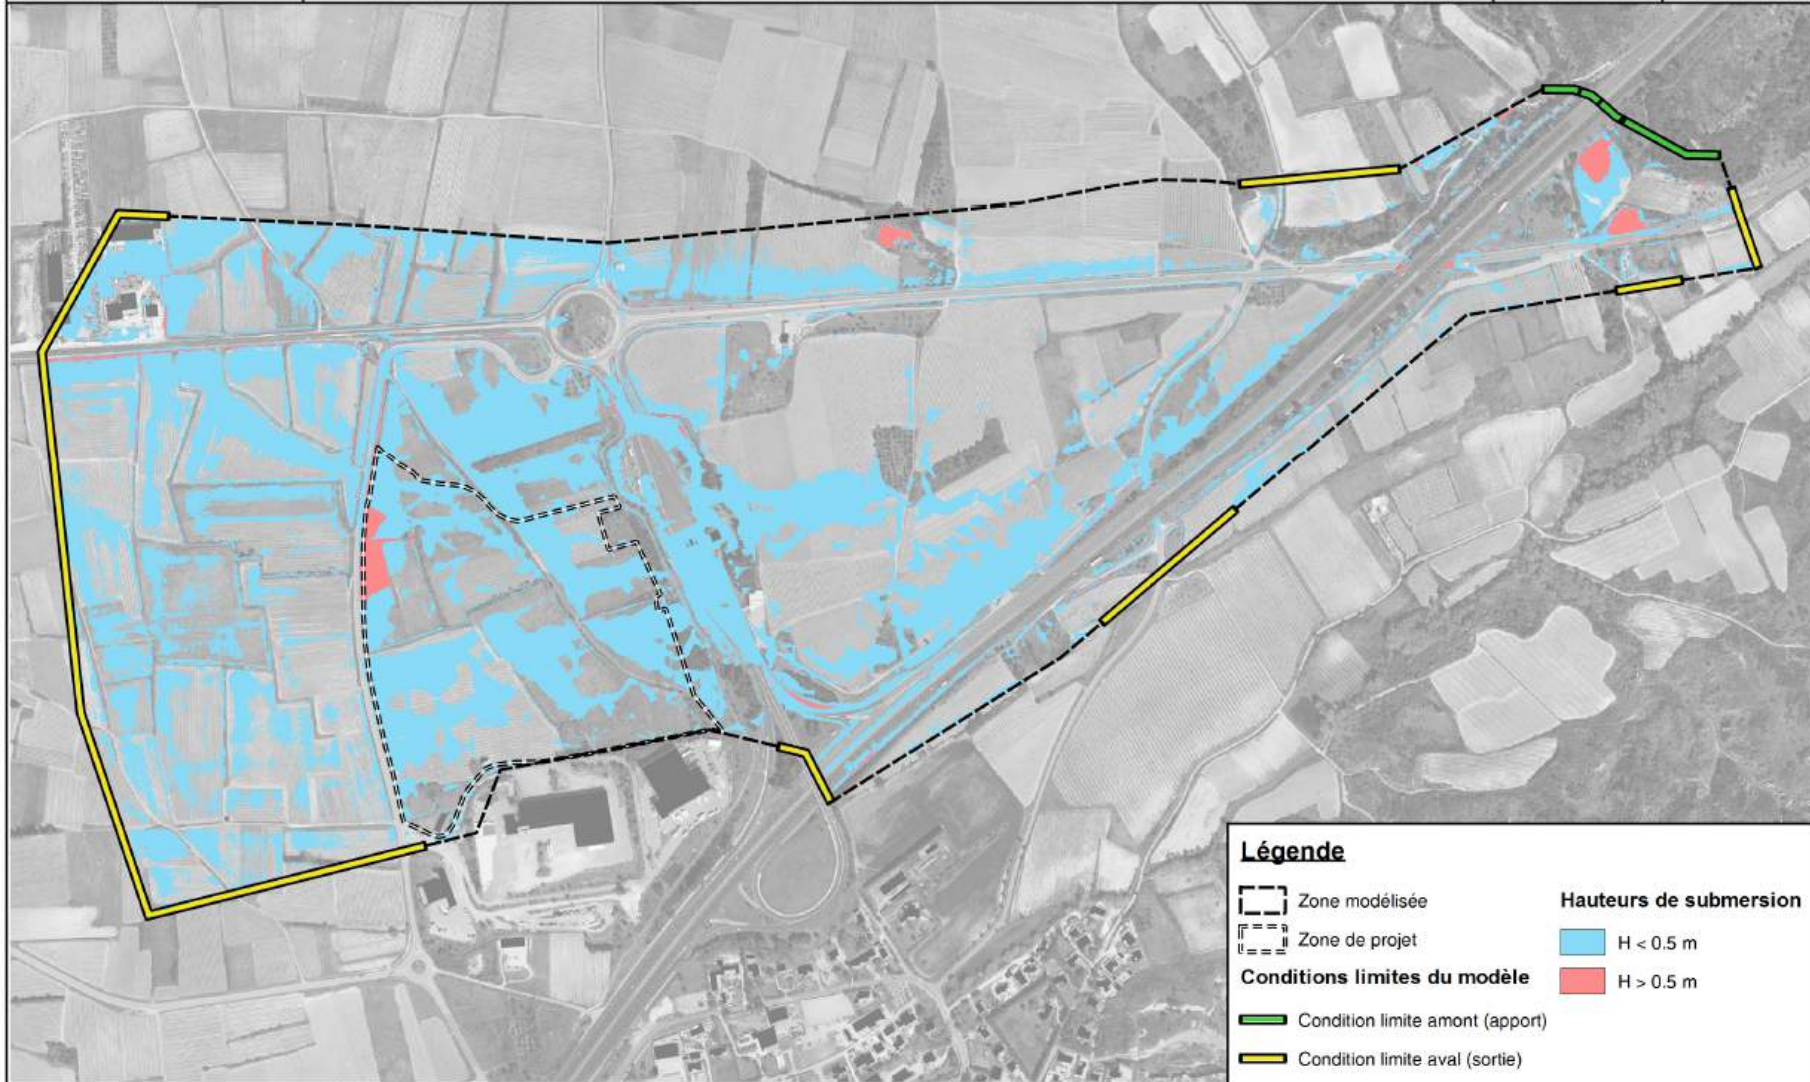 Légende
Zone modélisée
Zone de projet
Conditions limites du modèle
Condition limite amont (apport)
Condition limite aval (sortie)
Hauteurs de submersion
H < 0.5 m
H > 0.5 m